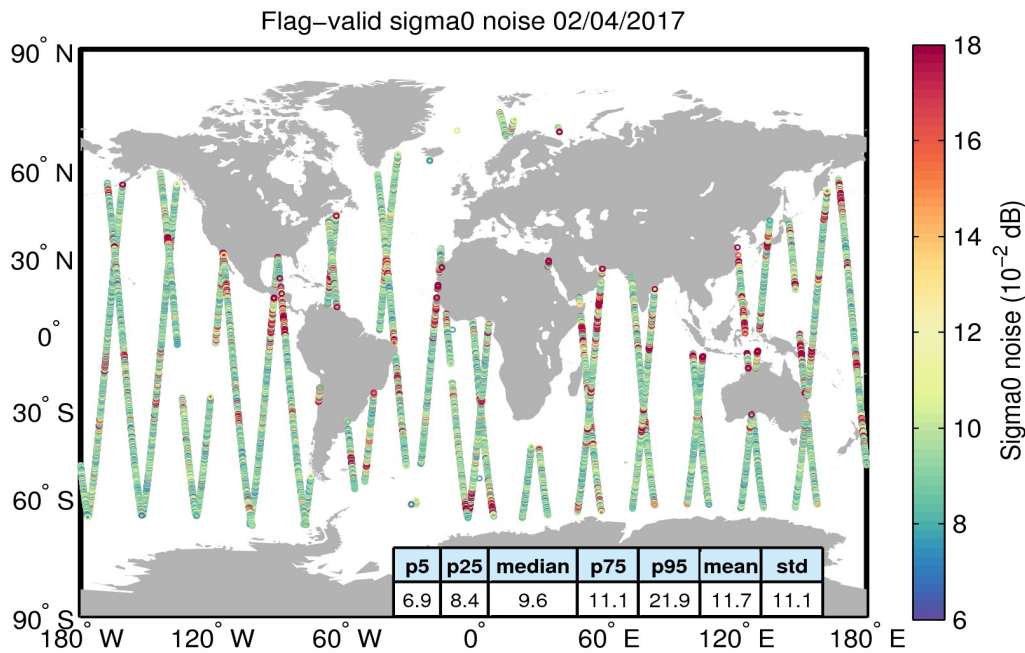 Flag−valid sigma0 noise 02/04/2017
90° N
60° N
30° N
0°
30° S
60° S
90° S
180° W 120° W 60° W 0° 60° E 120° E 180° E
p5 p25 median p75 p95 mean std
6.9 8.4 9.6 11.1 21.9 11.7 11.1
18
16
14
12
10
8
6
Sigma0 noise (10⁻² dB)